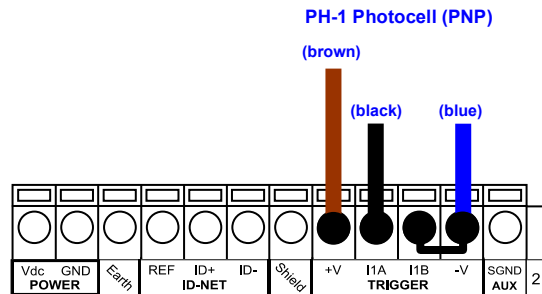 PH-1 Photocell (PNP)
(brown)
(black) (blue)
Vdc GND Earth REF ID+ ID- Shield +V I1A I1B -V SGND 2
POWER ID-NET TRIGGER AUX